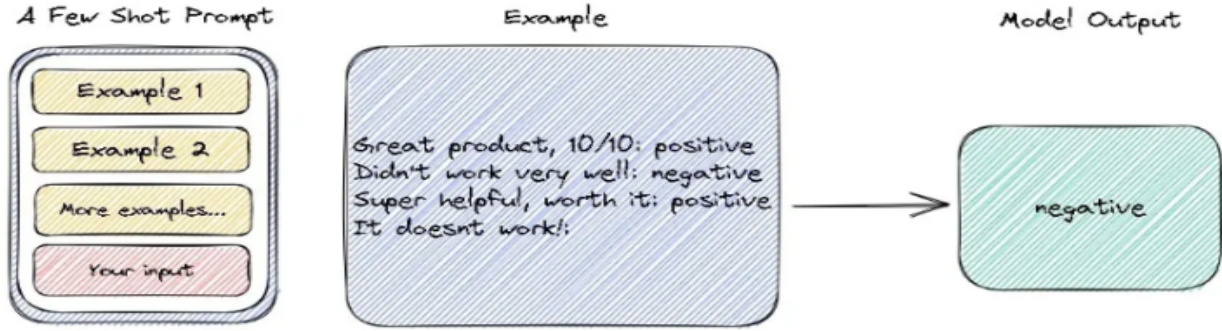 A Few Shot Prompt
Example 1
Example 2
More examples...
Your input
Example
Great product, 10/10: positive
Didn't work very well: negative
Super helpful, worth it: positive
It doesnt work!:
Model Output
negative